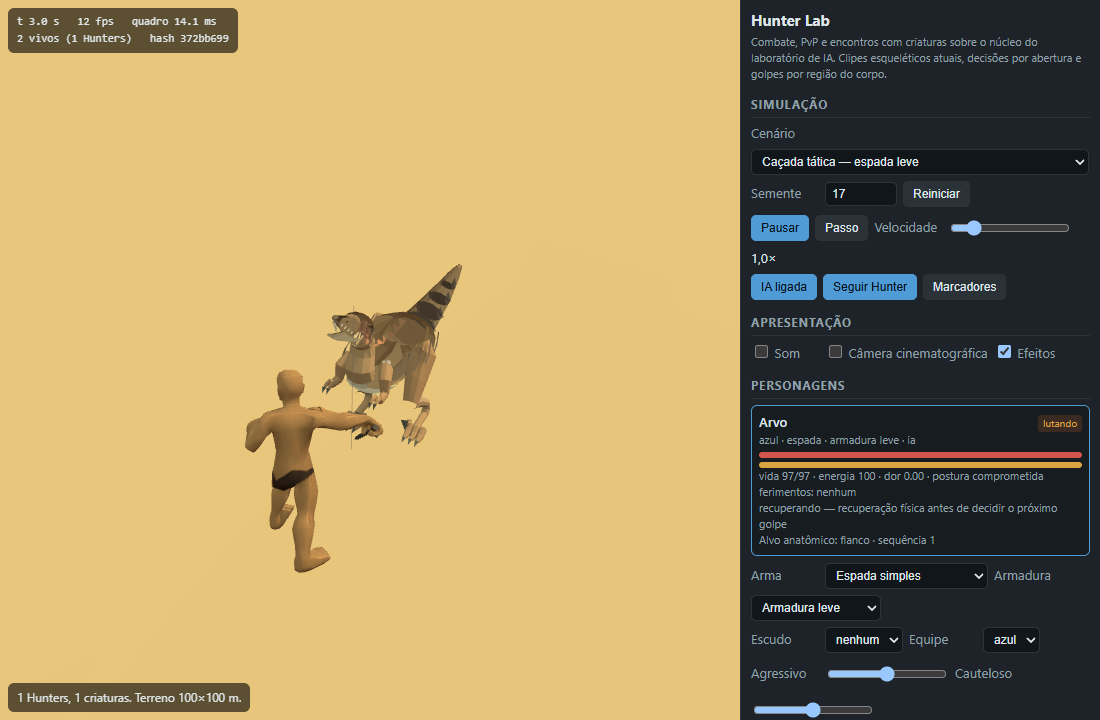 t 3.0 s   12 fps   quadro 14.1 ms
2 vivos (1 Hunters)   hash 372bb699
1 Hunters, 1 criaturas. Terreno 100×100 m.
Hunter Lab
Combate, PvP e encontros com criaturas sobre o núcleo do
laboratório de IA. Clipes esqueléticos atuais, decisões por abertura e
golpes por região do corpo.
SIMULAÇÃO
Cenário
Caçada tática — espada leve
Semente 17 Reiniciar
Pausar Passo Velocidade
1,0×
IA ligada Seguir Hunter Marcadores
APRESENTAÇÃO
Som Câmera cinematográfica Efeitos
PERSONAGENS
Arvo lutando
azul · espada · armadura leve · ia
vida 97/97 · energia 100 · dor 0.00 · postura comprometida
ferimentos: nenhum
recuperando — recuperação física antes de decidir o próximo
golpe
Alvo anatômico: flanco · sequência 1
Arma Espada simples Armadura
Armadura leve
Escudo nenhum Equipe azul
Agressivo Cauteloso